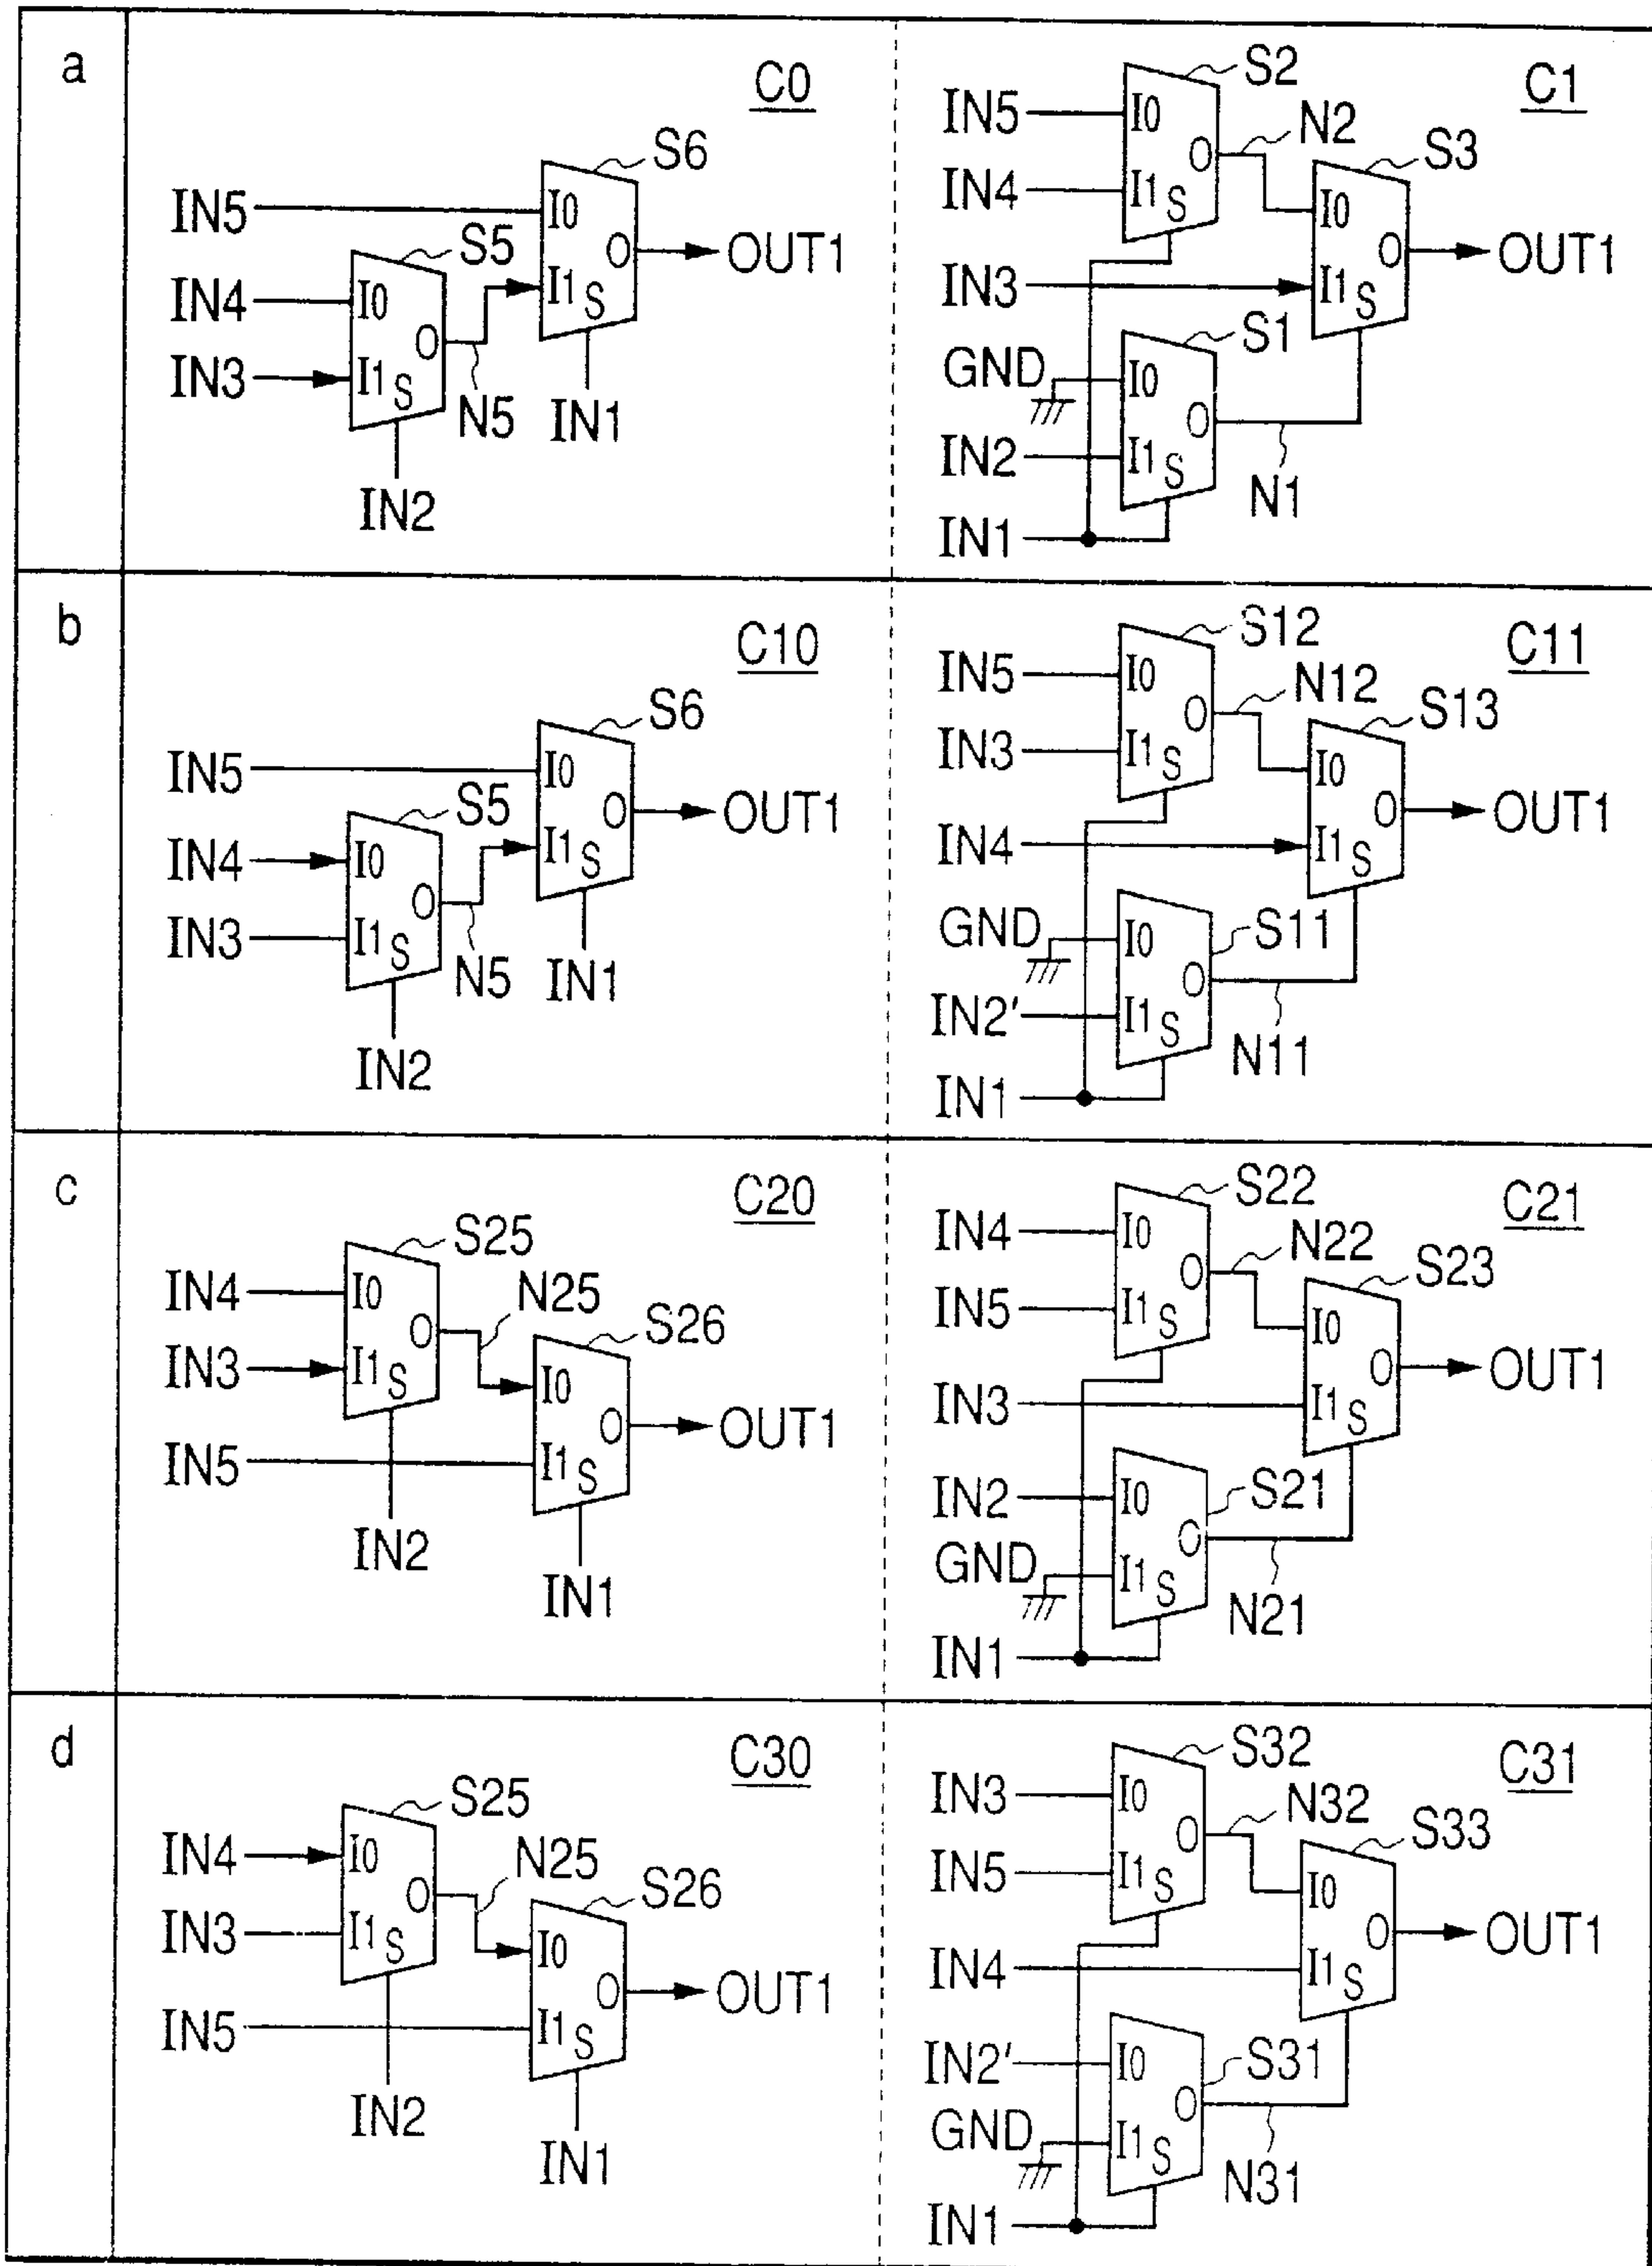 a
C0
S6
IN5
I0
O
OUT1
S5
IN4
I0
I1
S
O
IN3
I1
S
N5
IN1
IN2
C1
S2
IN5
I0
N2
O
S3
IN4
I1
S
I0
O
OUT1
IN3
I1
S
S1
GND
I0
O
IN2
I1
S
N1
IN1
b
C10
S6
IN5
I0
O
OUT1
S5
IN4
I0
I1
S
O
IN3
I1
S
N5
IN1
IN2
C11
S12
IN5
I0
N12
O
S13
IN3
I1
S
I0
O
OUT1
IN4
I1
S
GND
I0
S11
O
IN2'
I1
S
N11
IN1
c
C20
S25
IN4
I0
N25
O
S26
IN3
I1
S
I0
O
OUT1
IN5
I1
S
IN2
IN1
C21
S22
IN4
I0
N22
O
S23
IN5
I1
S
I0
O
OUT1
IN3
I1
S
IN2
I0
S21
O
GND
I1
S
N21
IN1
d
C30
S25
IN4
I0
N25
O
S26
IN3
I1
S
I0
O
OUT1
IN5
I1
S
IN2
IN1
C31
S32
IN3
I0
N32
O
S33
IN5
I1
S
I0
O
OUT1
IN4
I1
S
IN2'
I0
S31
O
GND
I1
S
N31
IN1